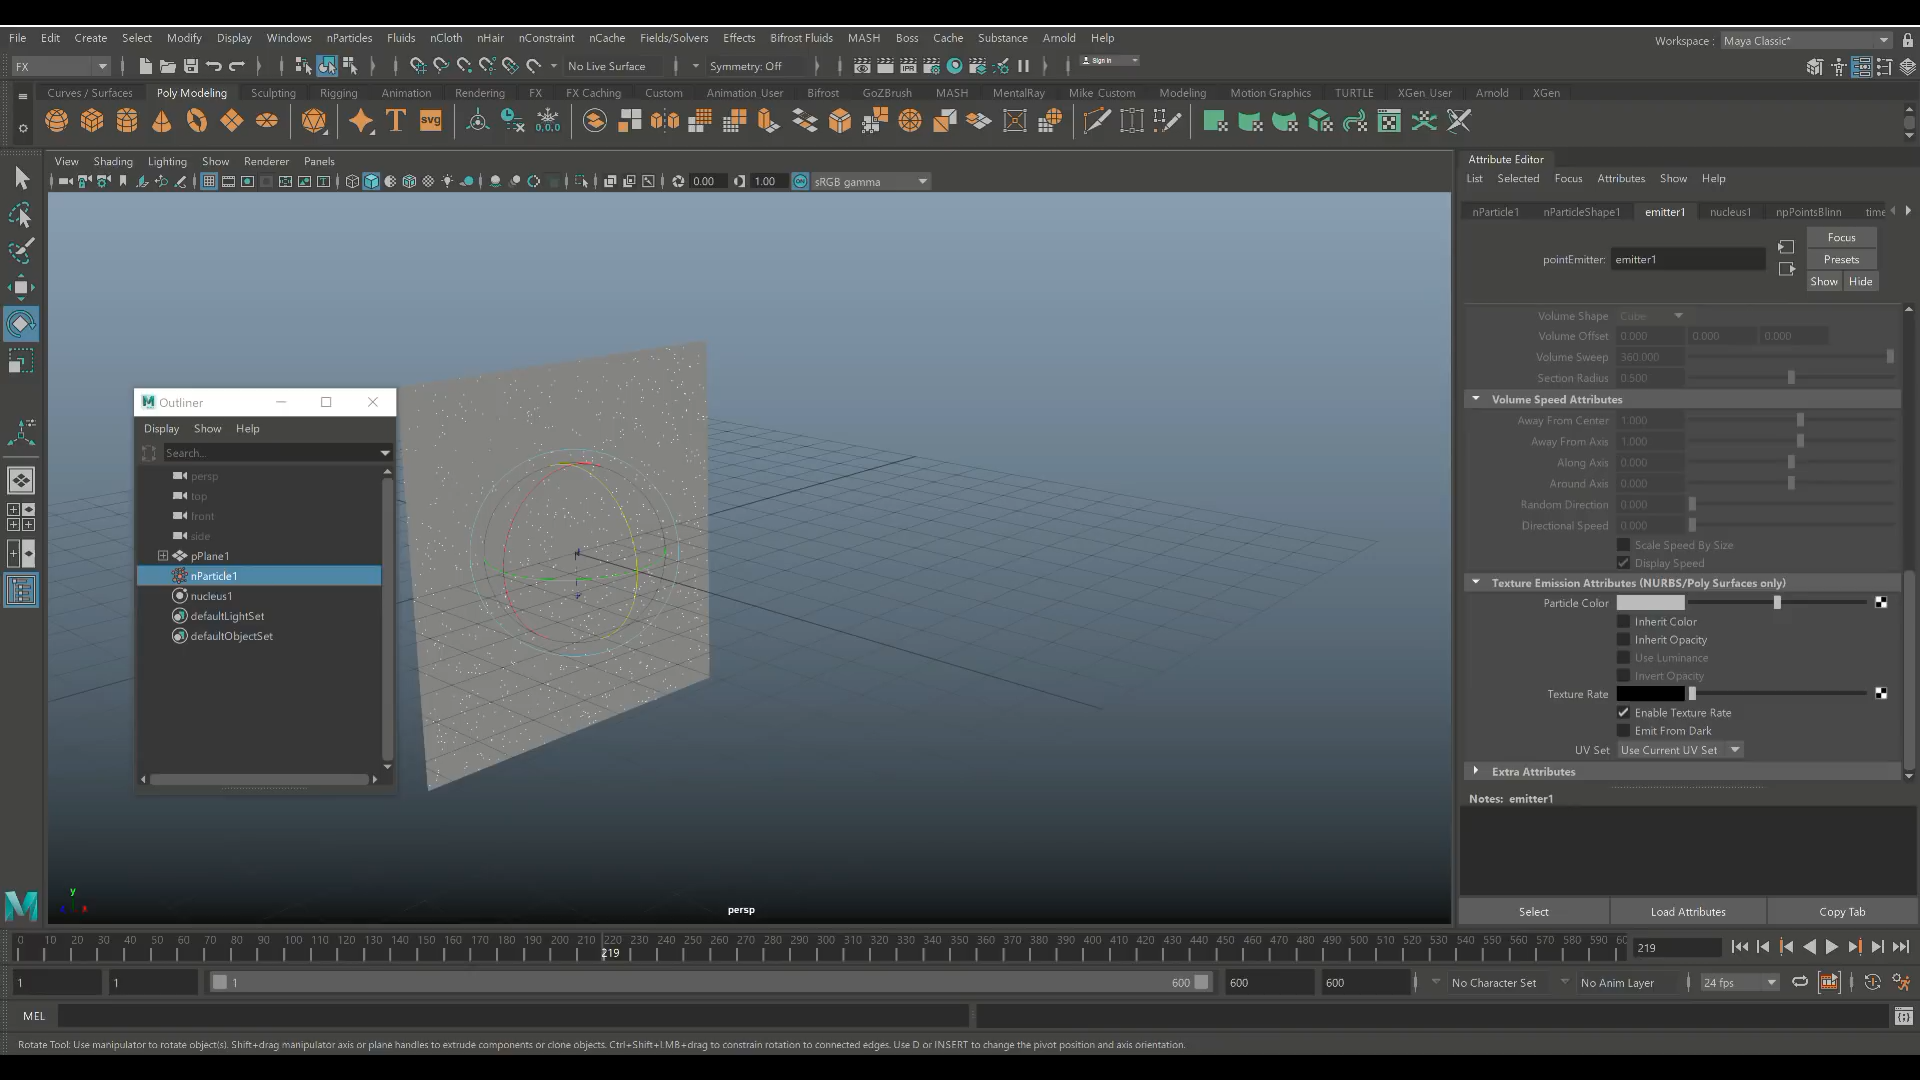 File Edit Create Select Modify Display Windows nParticles Fluids nCloth nHair nConstraint nCache Fields/Solvers Effects Bifrost Fluids MASH Boss Cache Substance Arnold Help
Workspace : Maya Classic*
FX
No Live Surface
Symmetry: Off
Sign In
Curves / Surfaces Poly Modeling Sculpting Rigging Animation Rendering FX FX Caching Custom Animation_User Bifrost GoZBrush MASH MentalRay Mike_Custom Modeling Motion Graphics TURTLE XGen_User Arnold XGen
T svg 0,0,0
View Shading Lighting Show Renderer Panels
0.00 1.00 ON sRGB gamma
Outliner
Display Show Help
Search...
persp
top
front
side
pPlane1
nParticle1
nucleus1
defaultLightSet
defaultObjectSet
y
persp
Attribute Editor
List Selected Focus Attributes Show Help
nParticle1 nParticleShape1 emitter1 nucleus1 npPointsBlinn time
pointEmitter: emitter1
Focus
Presets
Show Hide
Volume Shape Cube
Volume Offset 0.000 0.000 0.000
Volume Sweep 360.000
Section Radius 0.500
Volume Speed Attributes
Away From Center 1.000
Away From Axis 1.000
Along Axis 0.000
Around Axis 0.000
Random Direction 0.000
Directional Speed 0.000
Scale Speed By Size
Display Speed
Texture Emission Attributes (NURBS/Poly Surfaces only)
Particle Color
Inherit Color
Inherit Opacity
Use Luminance
Invert Opacity
Texture Rate
Enable Texture Rate
Emit From Dark
UV Set Use Current UV Set
Extra Attributes
Notes: emitter1
Select Load Attributes Copy Tab
0 10 20 30 40 50 60 70 80 90 100 110 120 130 140 150 160 170 180 190 200 210 220 230 240 250 260 270 280 290 300 310 320 330 340 350 360 370 380 390 400 410 420 430 440 450 460 470 480 490 500 510 520 530 540 550 560 570 580 590 60
219
219
1 1 1 600 600 600 No Character Set No Anim Layer 24 fps
MEL
Rotate Tool: Use manipulator to rotate object(s). Shift+drag manipulator axis or plane handles to extrude components or clone objects. Ctrl+Shift+LMB+drag to constrain rotation to connected edges. Use D or INSERT to change the pivot position and axis orientation.